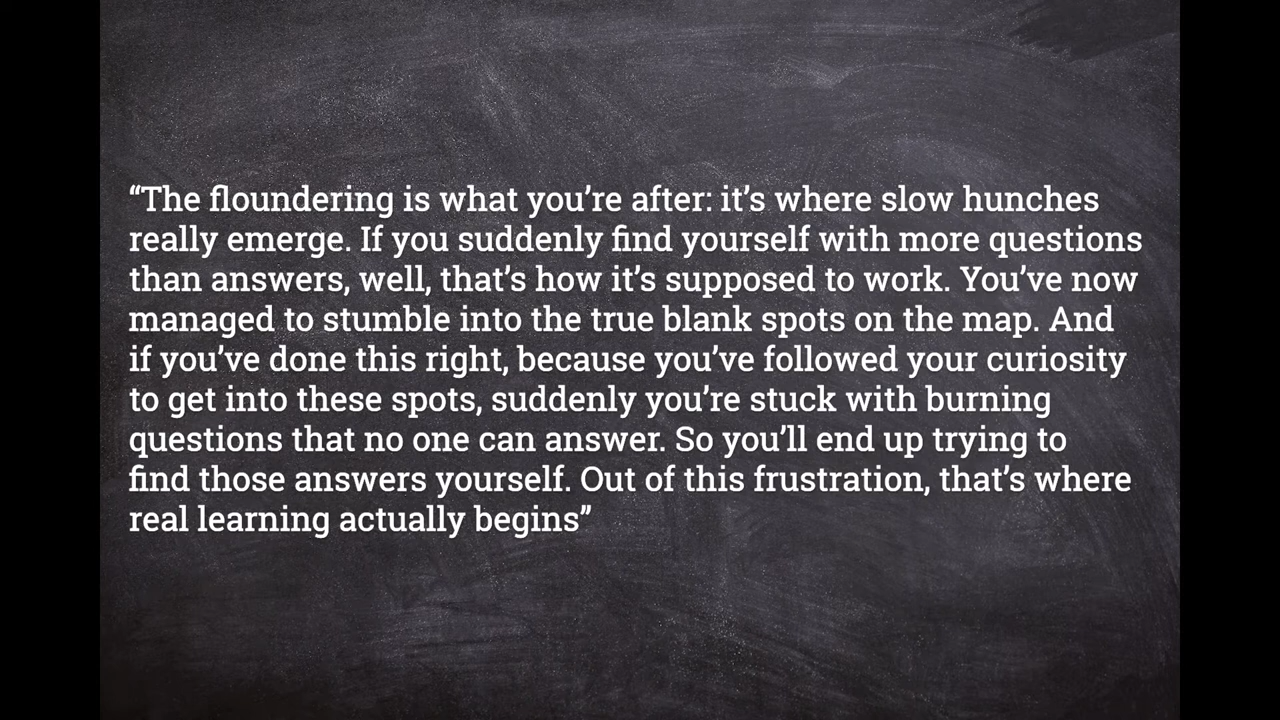 “The floundering is what you’re after: it’s where slow hunches
really emerge. If you suddenly find yourself with more questions
than answers, well, that’s how it’s supposed to work. You’ve now
managed to stumble into the true blank spots on the map. And
if you’ve done this right, because you’ve followed your curiosity
to get into these spots, suddenly you’re stuck with burning
questions that no one can answer. So you’ll end up trying to
find those answers yourself. Out of this frustration, that’s where
real learning actually begins”